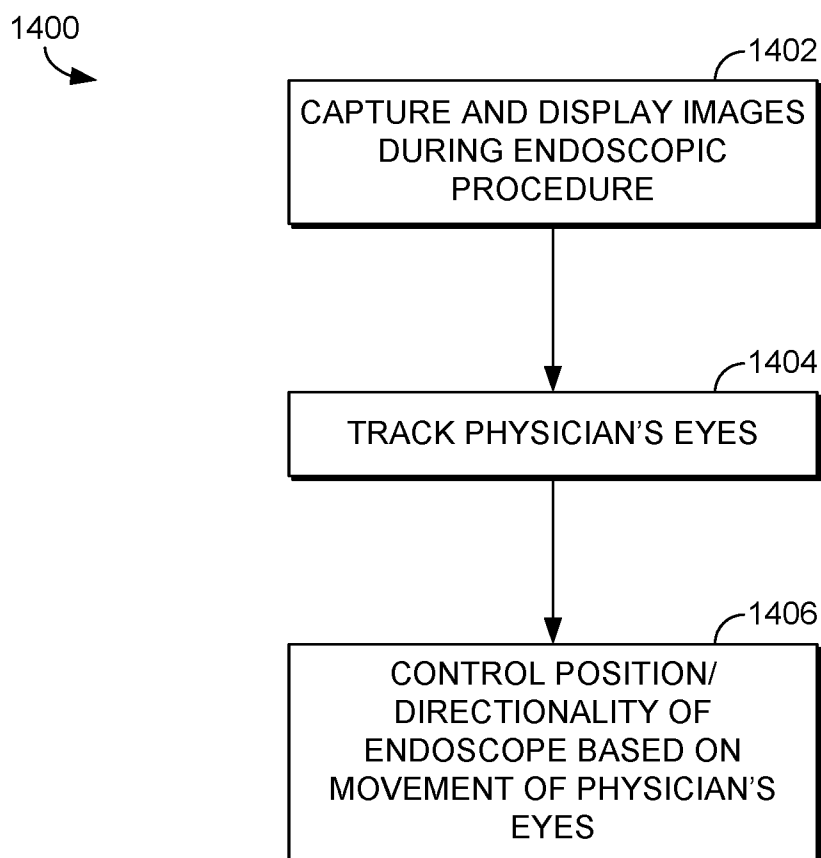 1400
1402
CAPTURE AND DISPLAY IMAGES
DURING ENDOSCOPIC
PROCEDURE
1404
TRACK PHYSICIAN'S EYES
1406
CONTROL POSITION/
DIRECTIONALITY OF
ENDOSCOPE BASED ON
MOVEMENT OF PHYSICIAN'S
EYES